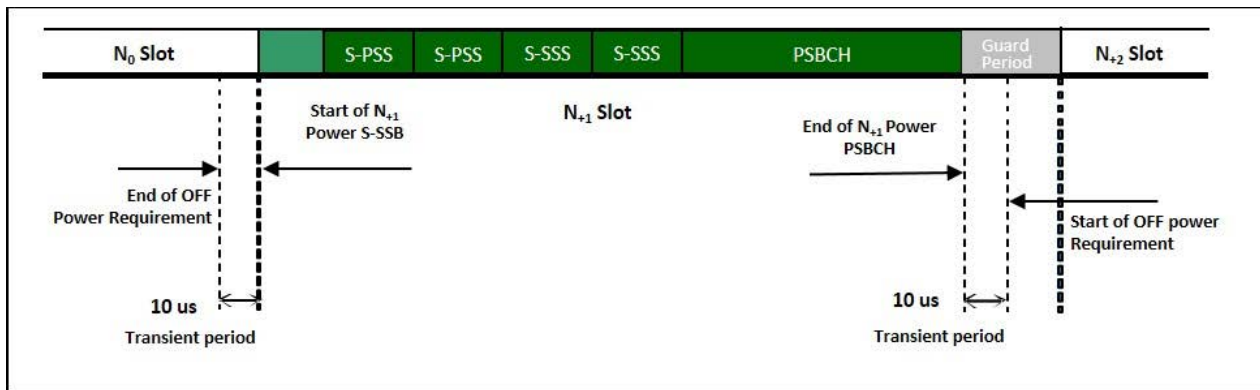 N0 Slot
S-PSS
S-PSS
S-SSS
S-SSS
PSBCH
Guard
Period
N+2 Slot
Start of N+1
Power S-SSB
N+1 Slot
End of N+1 Power
PSBCH
End of OFF
Power Requirement
Start of OFF power
Requirement
10 us
Transient period
10 us
Transient period